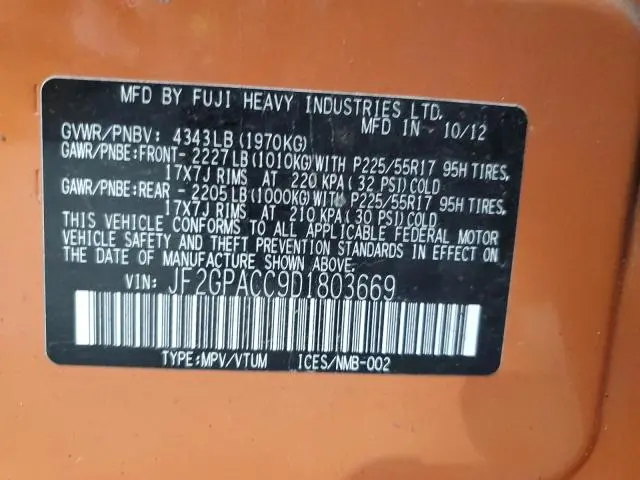 MFD BY FUJI HEAVY INDUSTRIES LTD.
MFD IN 10/12
GVWR/PNBV: 4343LB(1970KG)
GAWR/PNBE:FRONT- 2227LB(1010KG)WITH P225/55R17 95H TIRES,
17X7J RIMS AT 220 KPA( 32 PSI)COLD
GAWR/PNBE:REAR - 2205LB(1000KG)WITH P225/55R17 95H TIRES,
17X7J RIMS AT 210 KPA( 30 PSI)COLD
THIS VEHICLE CONFORMS TO ALL APPLICABLE FEDERAL MOTOR
VEHICLE SAFETY AND THEFT PREVENTION STANDARDS IN EFFECT ON
THE DATE OF MANUFACTURE SHOWN ABOVE.
VIN: JF2GPACC9D1803669
TYPE:MPV/VTUM ICES/NMB-002